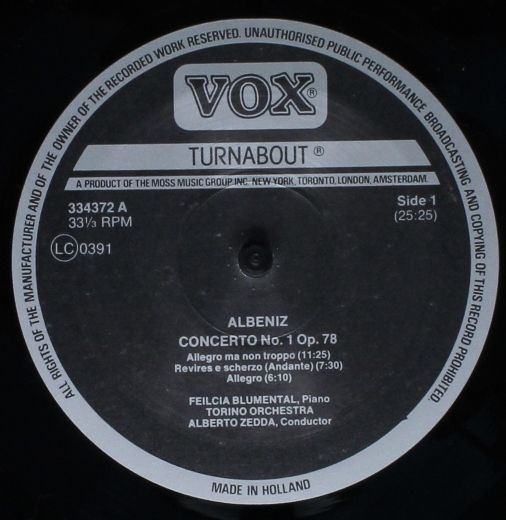 ALL RIGHTS OF THE MANUFACTURER AND OF THE OWNER OF THE RECORDED WORK RESERVED. UNAUTHORISED PUBLIC PERFORMANCE BROADCASTING AND COPYING OF THIS RECORD PROHIBITED.
VOX®
TURNABOUT®
A PRODUCT OF THE MOSS MUSIC GROUP INC. NEW YORK, TORONTO, LONDON, AMSTERDAM.
334372 A Side 1
33⅓ RPM (25:25)
LC 0391
ALBENIZ
CONCERTO No. 1 Op. 78
Allegro ma non troppo (11:25)
Revires e scherzo (Andante) (7:30)
Allegro (6:10)
FEILCIA BLUMENTAL, Piano
TORINO ORCHESTRA
ALBERTO ZEDDA, Conductor
MADE IN HOLLAND